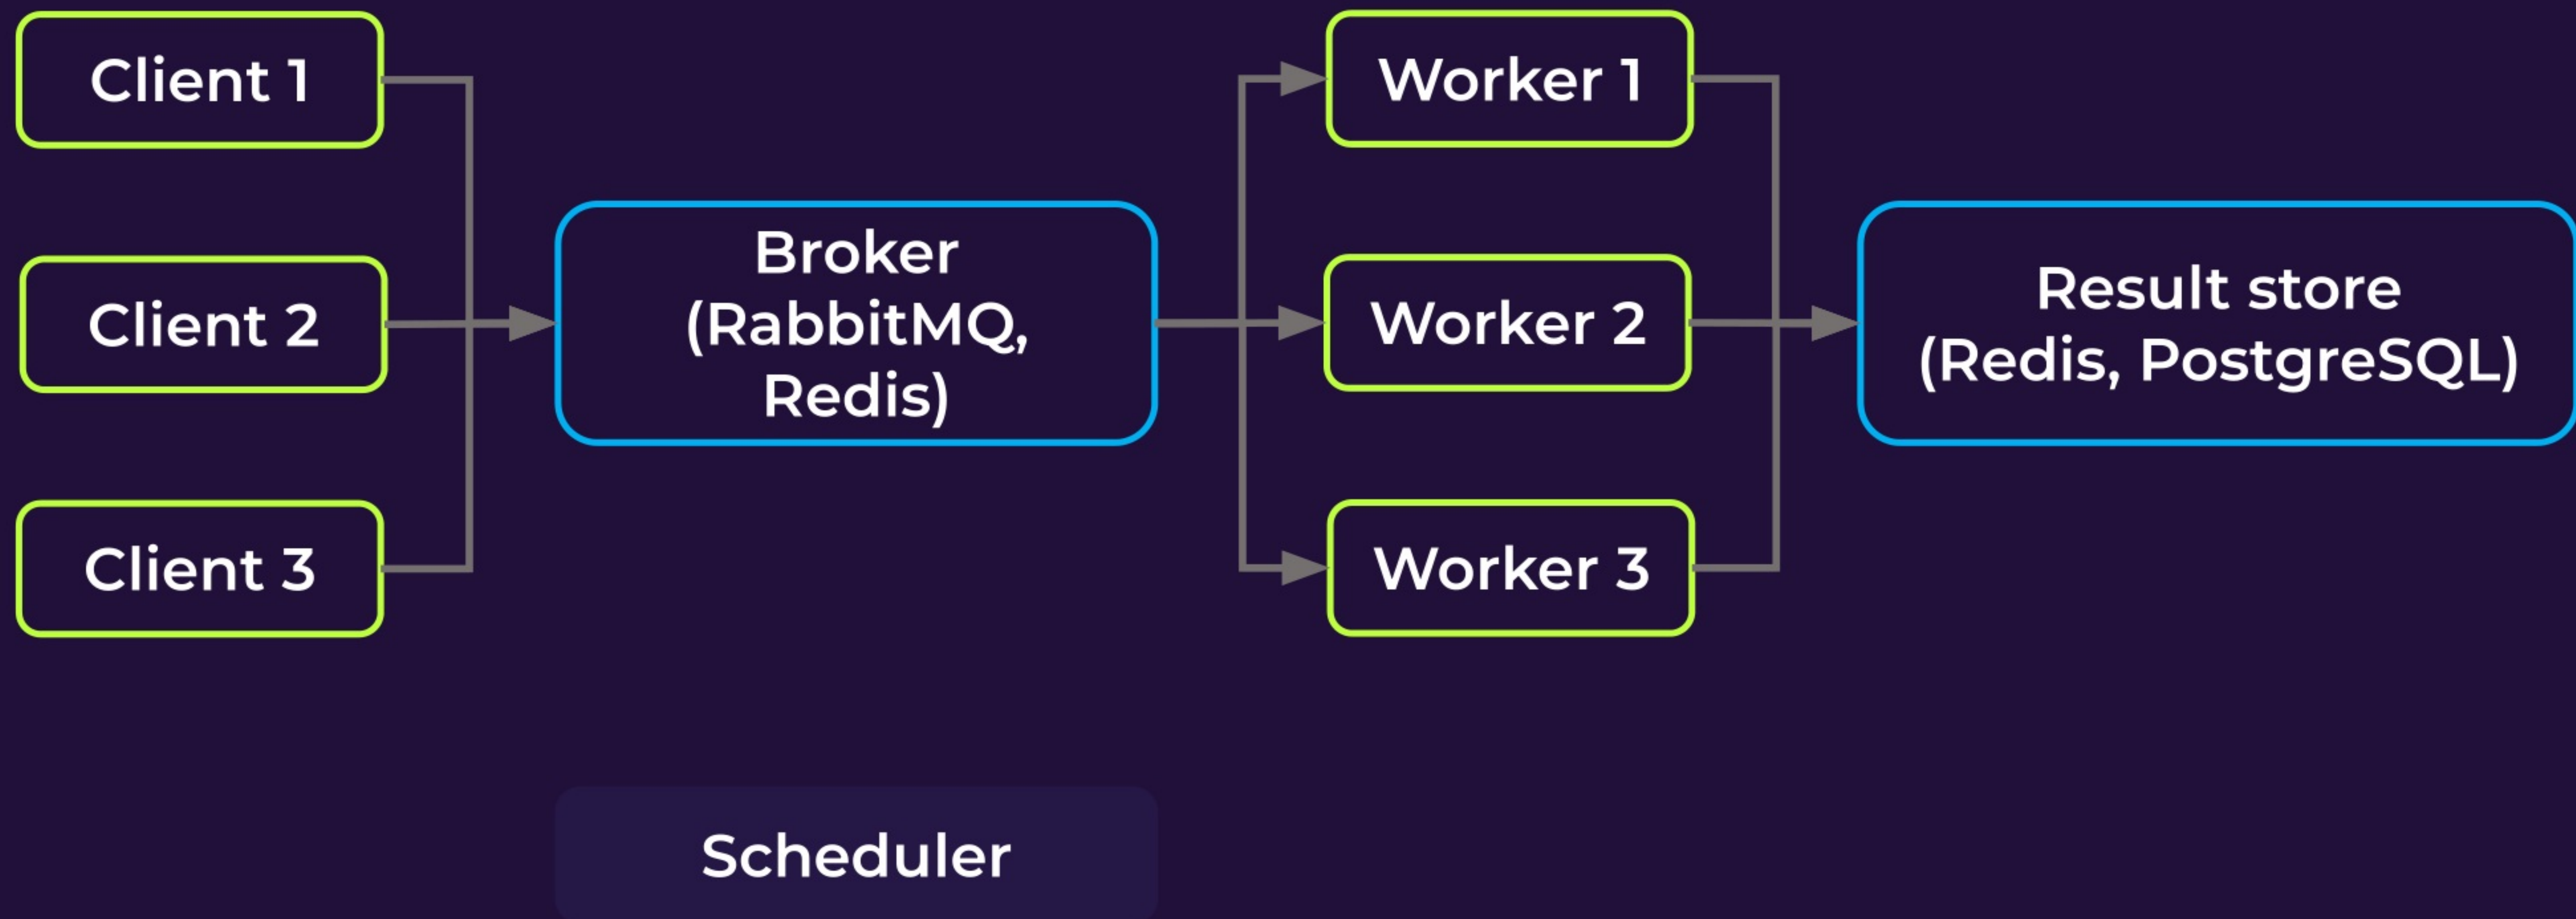 Client 1
Client 2
Client 3
Broker
(RabbitMQ,
Redis)
Worker 1
Worker 2
Worker 3
Result store
(Redis, PostgreSQL)
Scheduler